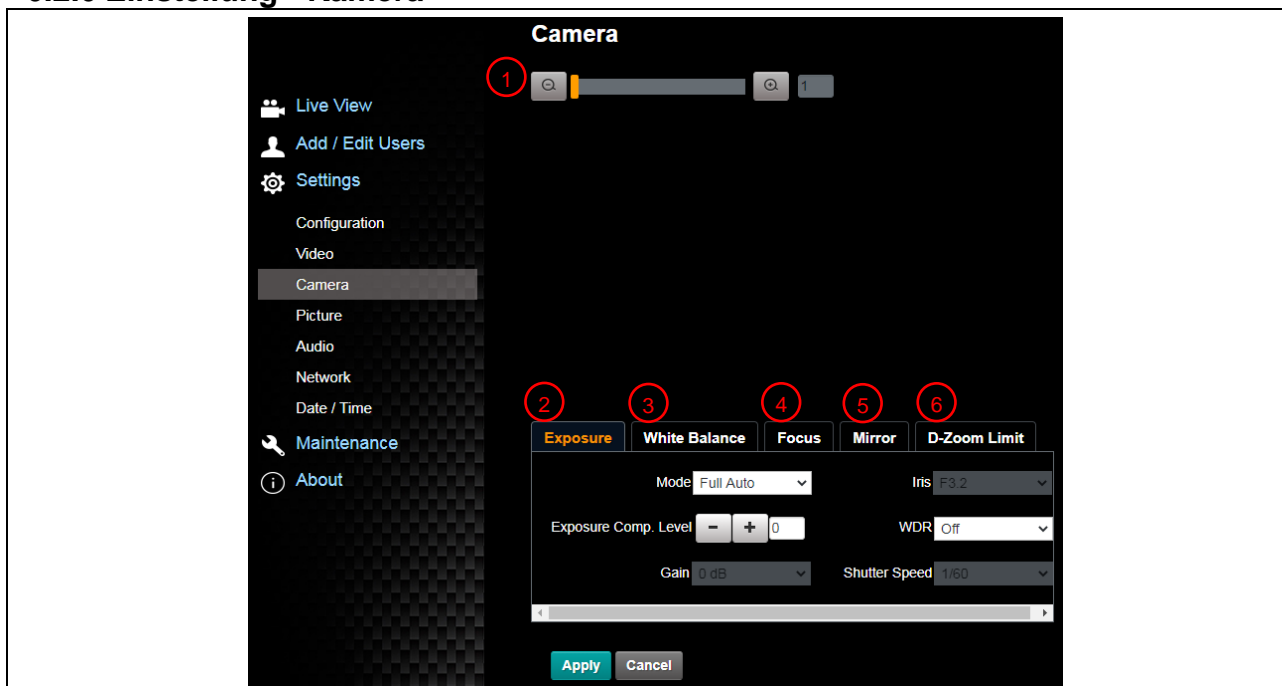 Einstellung - Kamera
Camera
1
1
Live View
Add / Edit Users
Settings
Configuration
Video
Camera
Picture
Audio
Network
Date / Time
Maintenance
About
2 3 4 5 6
Exposure White Balance Focus Mirror D-Zoom Limit
Mode Full Auto Iris F3.2
Exposure Comp. Level - + 0 WDR Off
Gain 0 dB Shutter Speed 1/60
Apply Cancel